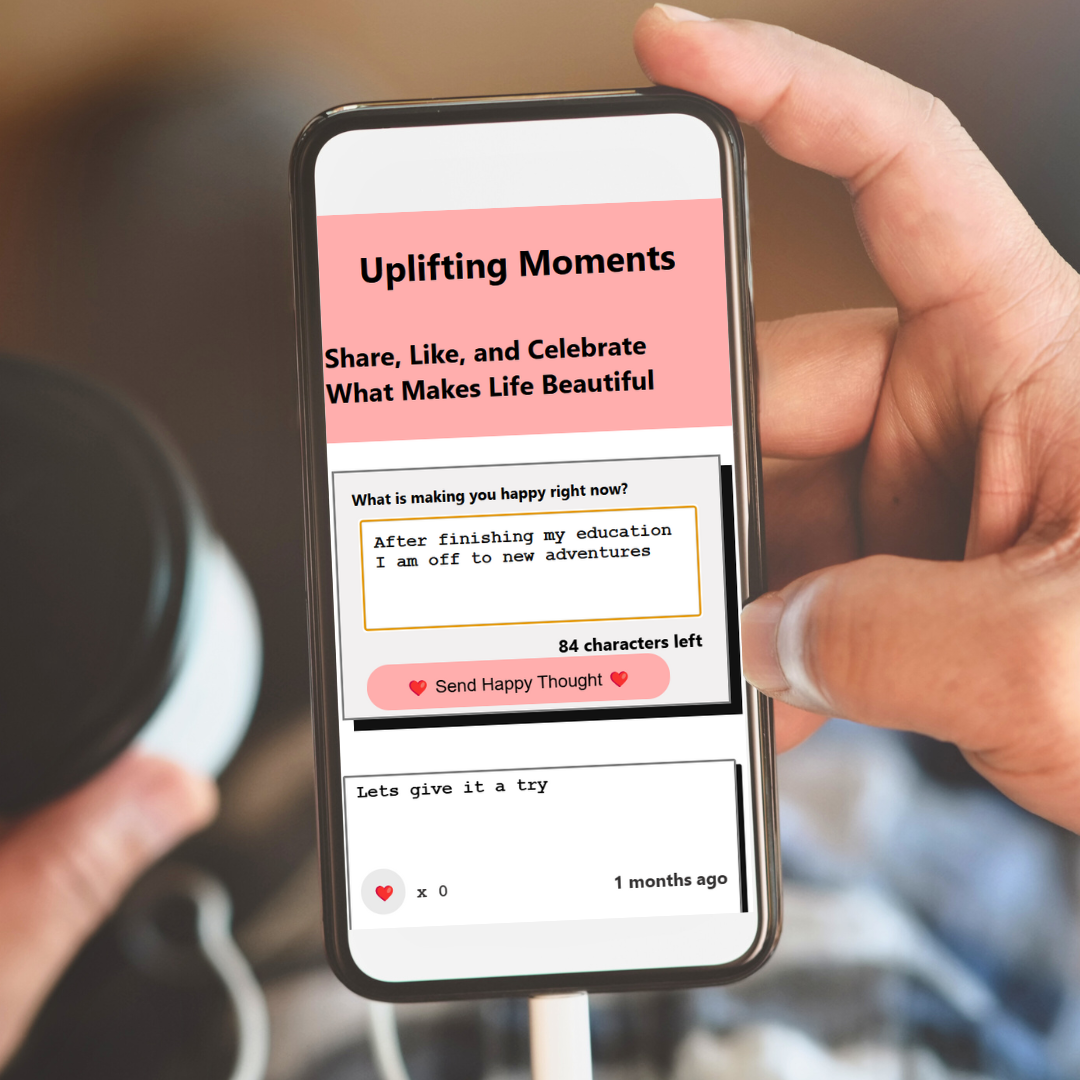 Uplifting Moments
Share, Like, and Celebrate
What Makes Life Beautiful
What is making you happy right now?
After finishing my education
I am off to new adventures
84 characters left
❤️ Send Happy Thought ❤️
Lets give it a try
❤️ x 0
1 months ago